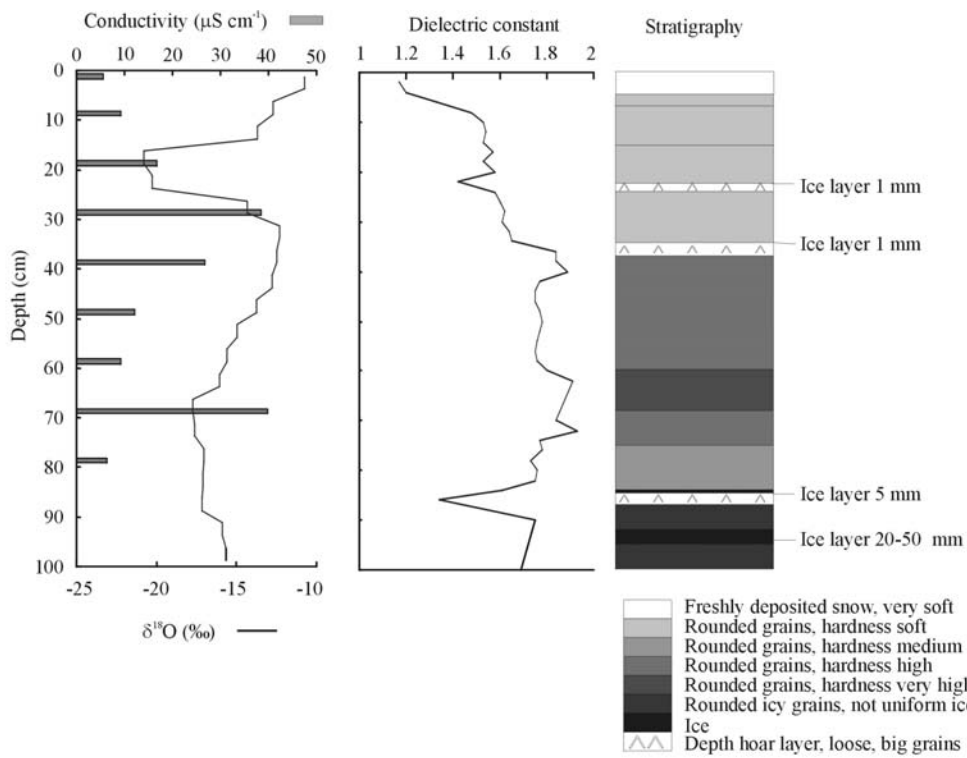 Conductivity (μS cm⁻¹)
0 10 20 30 40 50
Depth (cm)
0
10
20
30
40
50
60
70
80
90
100
-25 -20 -15 -10
δ¹⁸O (‰)
Dielectric constant
1 1.2 1.4 1.6 1.8 2
Stratigraphy
Ice layer 1 mm
Ice layer 1 mm
Ice layer 5 mm
Ice layer 20-50 mm
Freshly deposited snow, very soft
Rounded grains, hardness soft
Rounded grains, hardness medium
Rounded grains, hardness high
Rounded grains, hardness very high
Rounded icy grains, not uniform ice
Ice
Depth hoar layer, loose, big grains